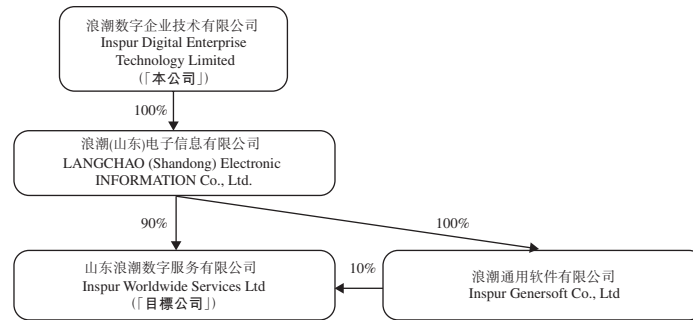 浪潮数字企业技术有限公司
Inspur Digital Enterprise
Technology Limited
(「本公司」)
100%
浪潮(山东)电子信息有限公司
LANGCHAO (Shandong) Electronic
INFORMATION Co., Ltd.
90%
100%
山东浪潮数字服务有限公司
Inspur Worldwide Services Ltd
(「目標公司」)
10%
浪潮通用软件有限公司
Inspur Genersoft Co., Ltd